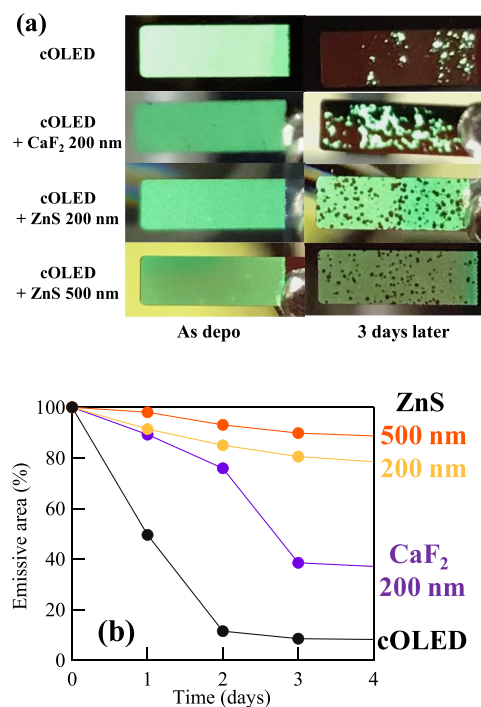 (a)
cOLED
cOLED
+ CaF₂ 200 nm
cOLED
+ ZnS 200 nm
cOLED
+ ZnS 500 nm
As depo
3 days later
100
80
60
40
20
0
Emissive area (%)
ZnS
500 nm
200 nm
CaF₂
200 nm
cOLED
(b)
0
1
2
3
4
Time (days)